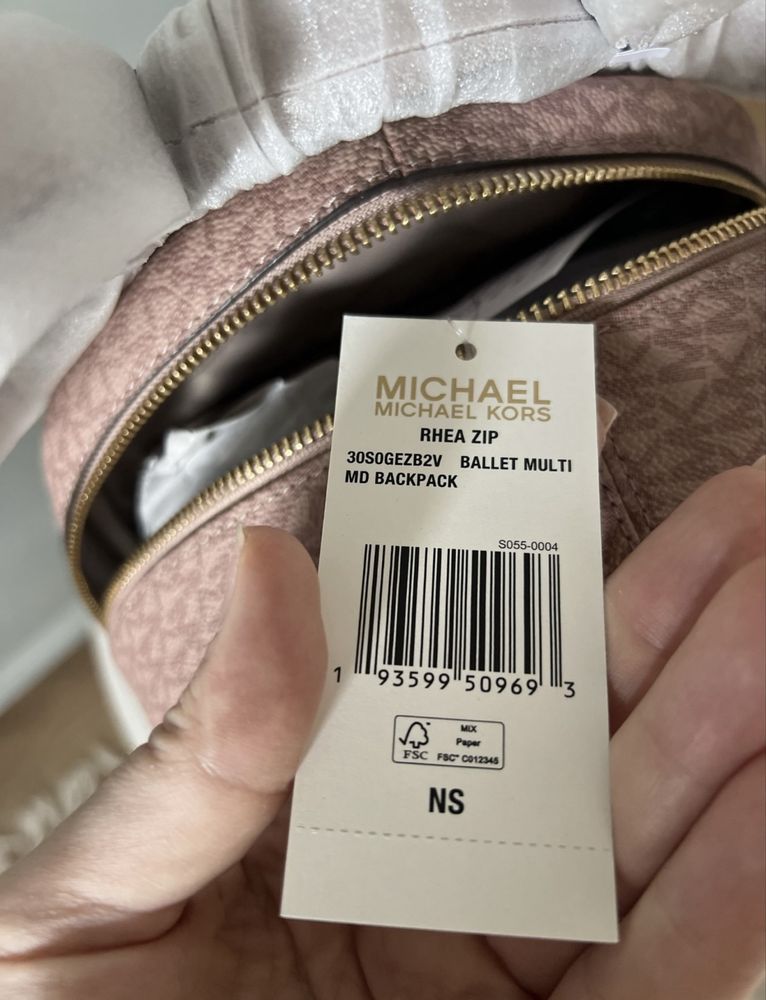 MICHAEL
MICHAEL KORS
RHEA ZIP
30S0GEZB2V BALLET MULTI
MD BACKPACK
S055-0004
1 93599 50969 3
MIX
Paper
FSC FSC® C012345
NS